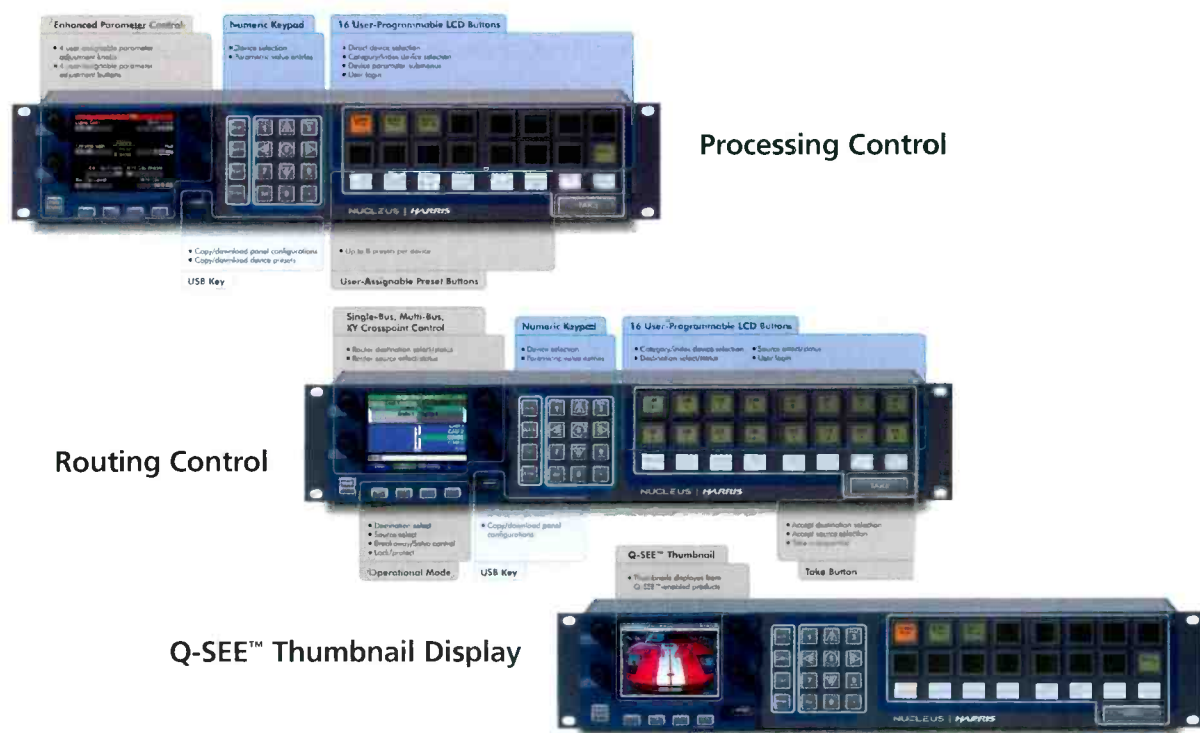 Enhanced Parameter Control
• 4 user assignable parameter
adjustment knobs
• 4 user-assignable parameter
adjustment buttons
Numeric Keypad
• Device selection
• Parametric value entries
16 User-Programmable LCD Buttons
• Direct device selection
• Category/Index device selection
• Device parameter submenus
• User login
Processing Control
NUCLEUS | HARRIS
• Copy/download panel configurations
• Copy/download device presets
USB Key
• Up to 8 presets per device
User-Assignable Preset Buttons
Single-Bus, Multi-Bus,
XY Crosspoint Control
• Router destination select/status
• Router source select/status
Numeric Keypad
• Device selection
• Parametric value entries
16 User-Programmable LCD Buttons
• Category/Index device selection
• Destination select/status
• Source select/status
• User login
Routing Control
NUCLEUS | HARRIS
TAKE
• Destination select
• Source select
• Breakaway/Salvo control
• Lock/protect
Operational Mode
• Copy/download panel
configurations
USB Key
• Accept destination selection
• Accept source selection
Take Button
Q-SEE™ Thumbnail
• Thumbnails displayed from
Q-SEE™-enabled products
Q-SEE™ Thumbnail Display
NUCLEUS | HARRIS